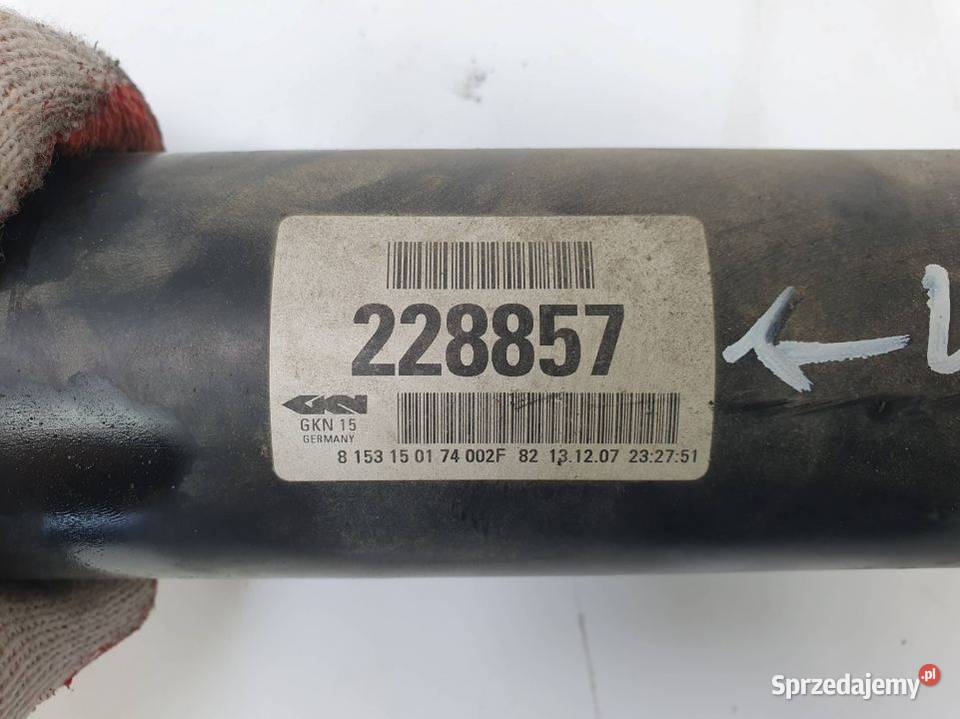 228857
GKN
GKN 15
GERMANY
8 153 15 01 74 002F 82 13.12.07 23:27:51
Sprzedajemy.pl